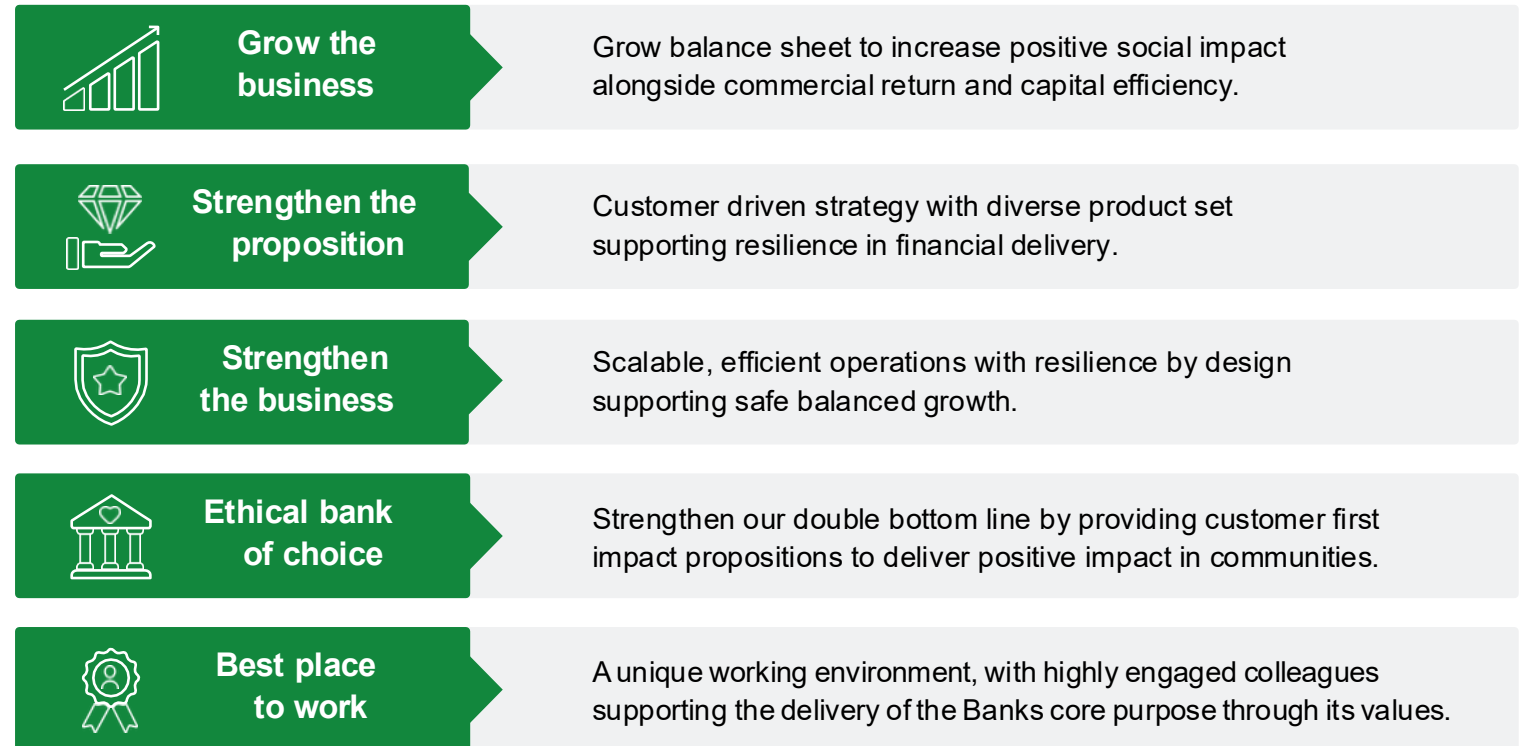 Grow the
business
Grow balance sheet to increase positive social impact
alongside commercial return and capital efficiency.
Strengthen the
proposition
Customer driven strategy with diverse product set
supporting resilience in financial delivery.
Strengthen
the business
Scalable, efficient operations with resilience by design
supporting safe balanced growth.
Ethical bank
of choice
Strengthen our double bottom line by providing customer first
impact propositions to deliver positive impact in communities.
Best place
to work
A unique working environment, with highly engaged colleagues
supporting the delivery of the Banks core purpose through its values.